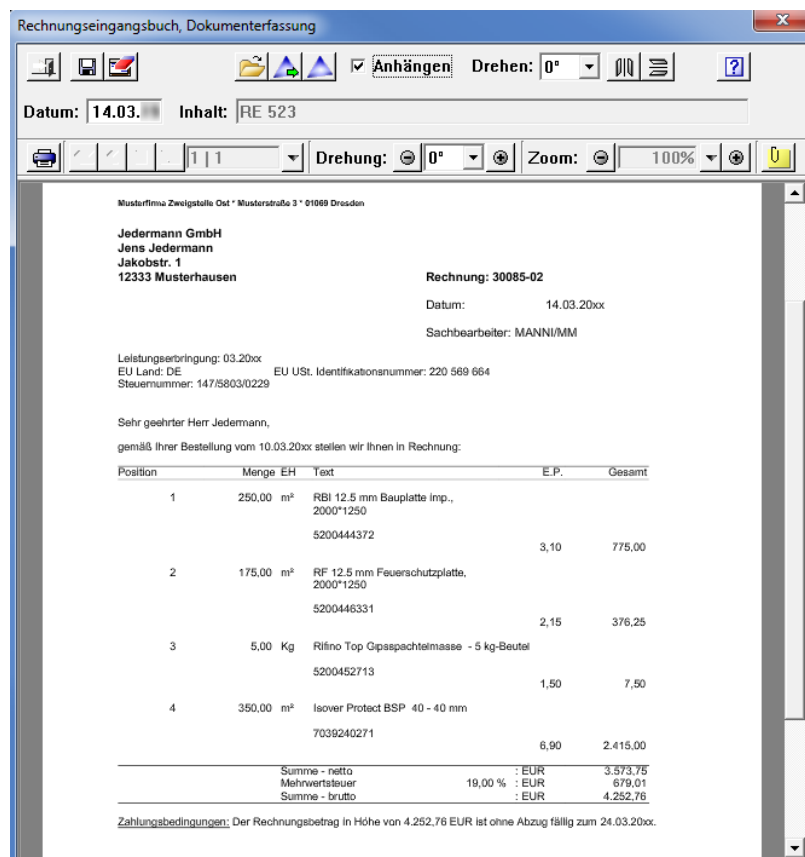 Rechnungseingangsbuch, Dokumenterfassung
Anhängen Drehen: 0°
Datum: 14.03. Inhalt: RE 523
1 | 1 Drehung: 0° Zoom: 100%
Musterfirma Zweigstelle Ost * Musterstraße 3 * 01069 Dresden
Jedermann GmbH
Jens Jedermann
Jakobstr. 1
12333 Musterhausen Rechnung: 30085-02
Datum: 14.03.20xx
Sachbearbeiter: MANNI/MM
Leistungserbringung: 03.20xx
EU Land: DE EU USt. Identifikationsnummer: 220 569 664
Steuernummer: 147/5803/0229
Sehr geehrter Herr Jedermann,
gemäß Ihrer Bestellung vom 10.03.20xx stellen wir Ihnen in Rechnung:
Position Menge EH Text E.P. Gesamt
1 250,00 m² RBI 12.5 mm Bauplatte imp.,
2000*1250
5200444372
3,10 775,00
2 175,00 m² RF 12.5 mm Feuerschutzplatte,
2000*1250
5200446331
2,15 376,25
3 5,00 Kg Rifino Top Gipsspachtelmasse - 5 kg-Beutel
5200452713
1,50 7,50
4 350,00 m² Isover Protect BSP 40 - 40 mm
7039240271
6,90 2.415,00
Summe - netto : EUR 3.573,75
Mehrwertsteuer 19,00 % : EUR 679,01
Summe - brutto : EUR 4.252,76
Zahlungsbedingungen: Der Rechnungsbetrag in Höhe von 4.252,76 EUR ist ohne Abzug fällig zum 24.03.20xx.